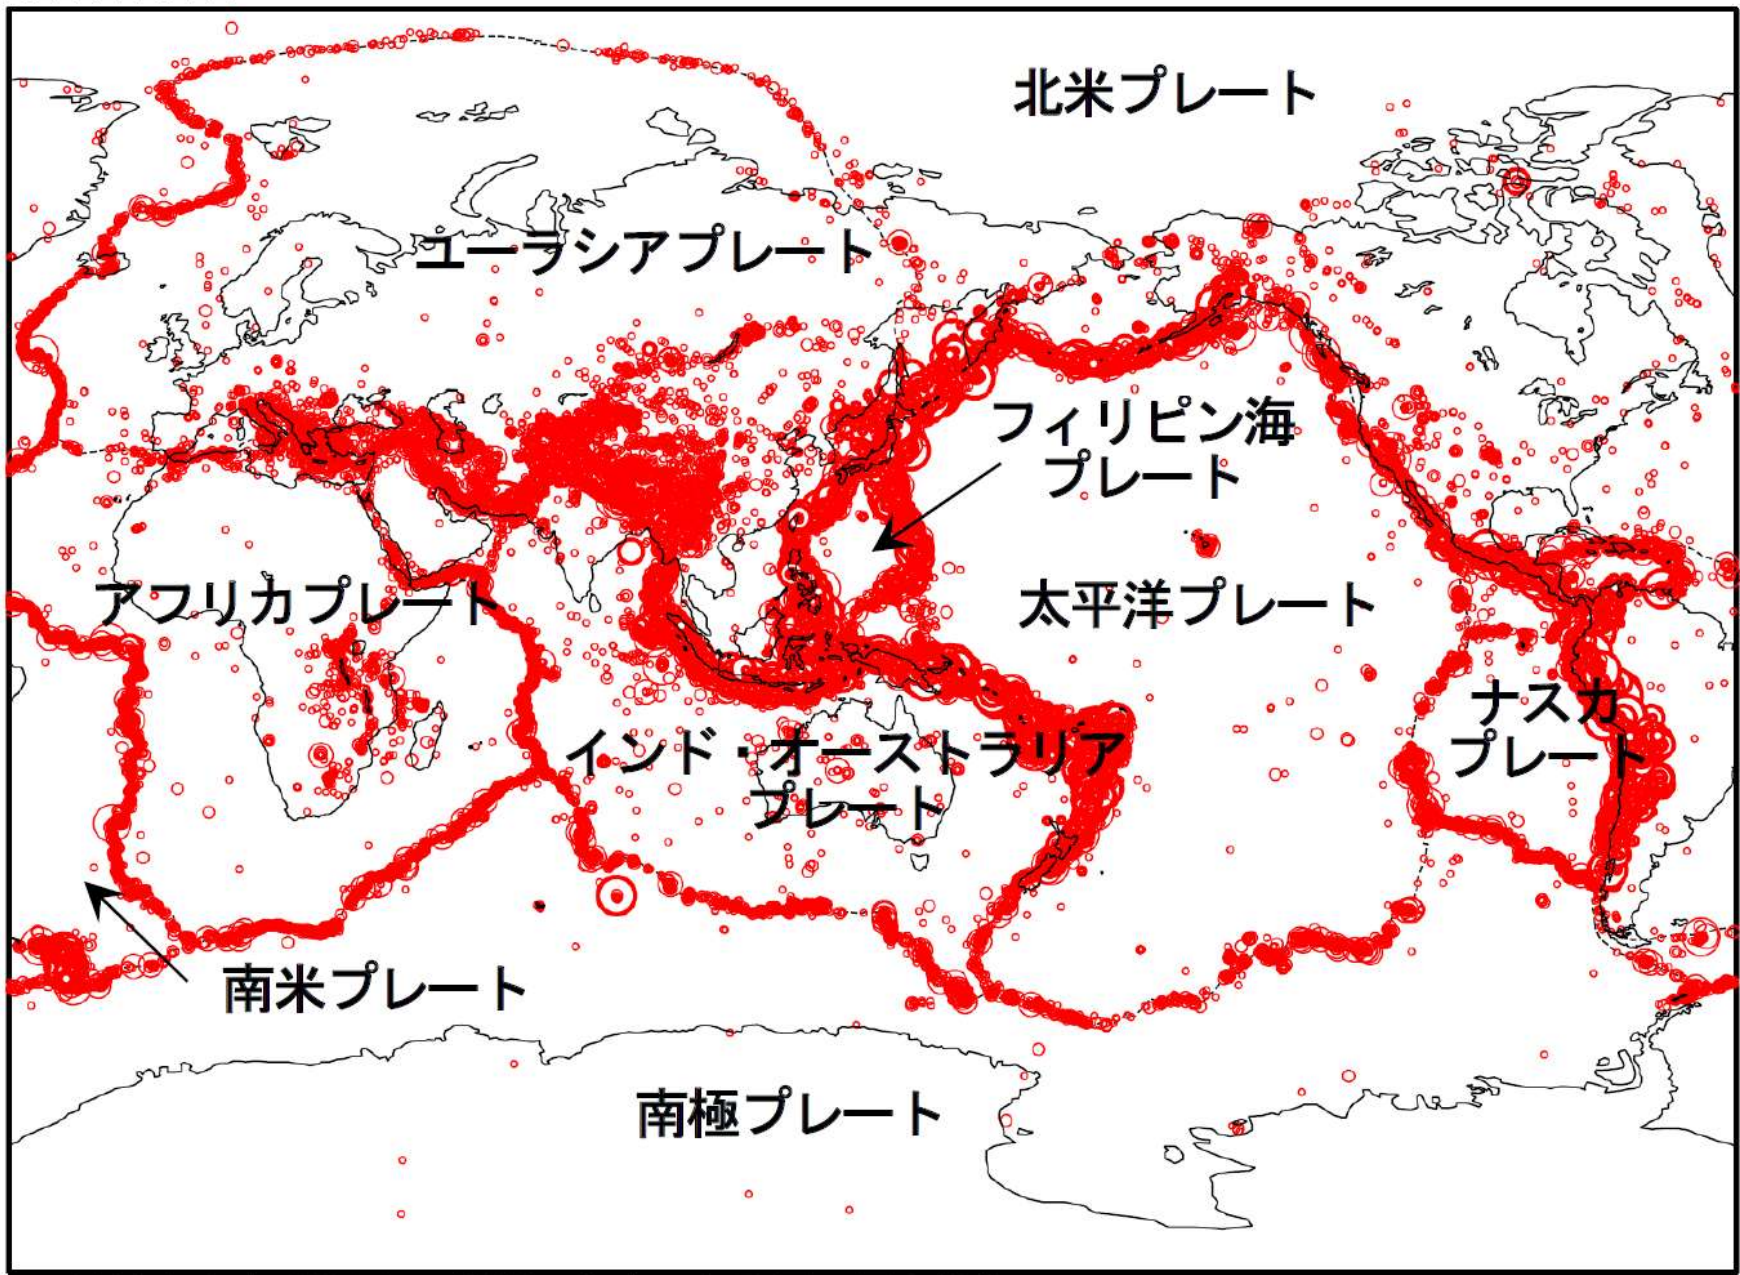 北米プレート
ユーラシアプレート
フィリピン海
プレート
アフリカプレート
太平洋プレート
ナスカ
プレート
インド・オーストラリア
プレート
南米プレート
南極プレート